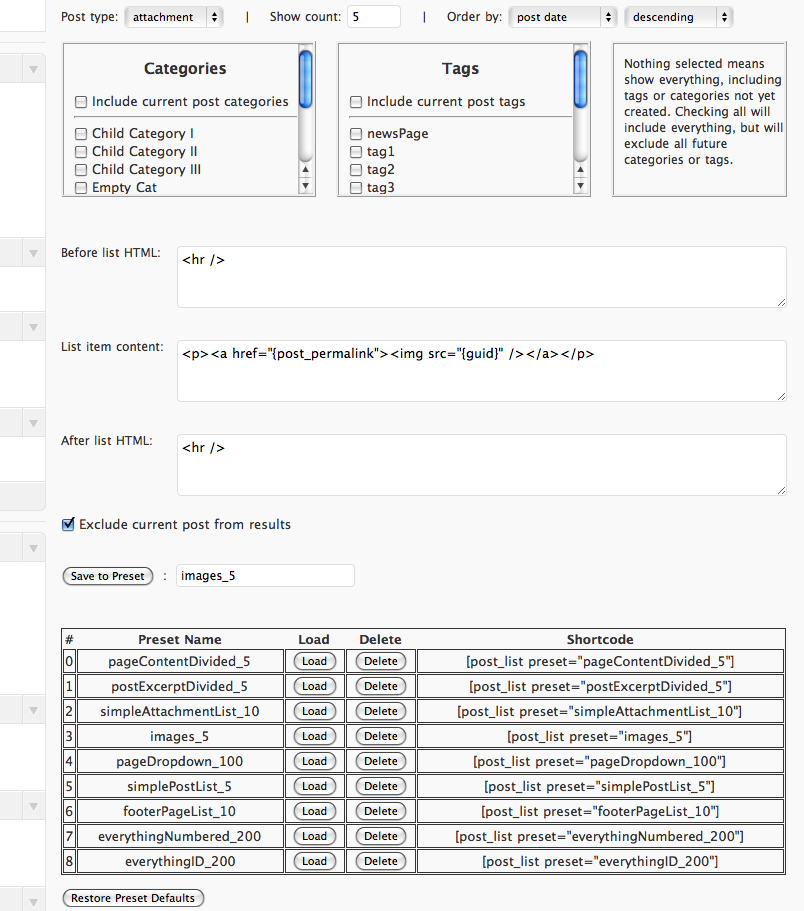 Post type: attachment | Show count: 5 | Order by: post date descending
Categories
Include current post categories
Child Category I
Child Category II
Child Category III
Empty Cat
Tags
Include current post tags
newsPage
tag1
tag2
tag3
Nothing selected means
show everything, including
tags or categories not yet
created. Checking all will
include everything, but will
exclude all future
categories or tags.
Before list HTML:
<hr />
List item content:
<p><a href="{post_permalink"><img src="{guid}" /></a></p>
After list HTML:
<hr />
Exclude current post from results
Save to Preset : images_5
# Preset Name Load Delete Shortcode
0 pageContentDivided_5 Load Delete [post_list preset="pageContentDivided_5"]
1 postExcerptDivided_5 Load Delete [post_list preset="postExcerptDivided_5"]
2 simpleAttachmentList_10 Load Delete [post_list preset="simpleAttachmentList_10"]
3 images_5 Load Delete [post_list preset="images_5"]
4 pageDropdown_100 Load Delete [post_list preset="pageDropdown_100"]
5 simplePostList_5 Load Delete [post_list preset="simplePostList_5"]
6 footerPageList_10 Load Delete [post_list preset="footerPageList_10"]
7 everythingNumbered_200 Load Delete [post_list preset="everythingNumbered_200"]
8 everythingID_200 Load Delete [post_list preset="everythingID_200"]
Restore Preset Defaults